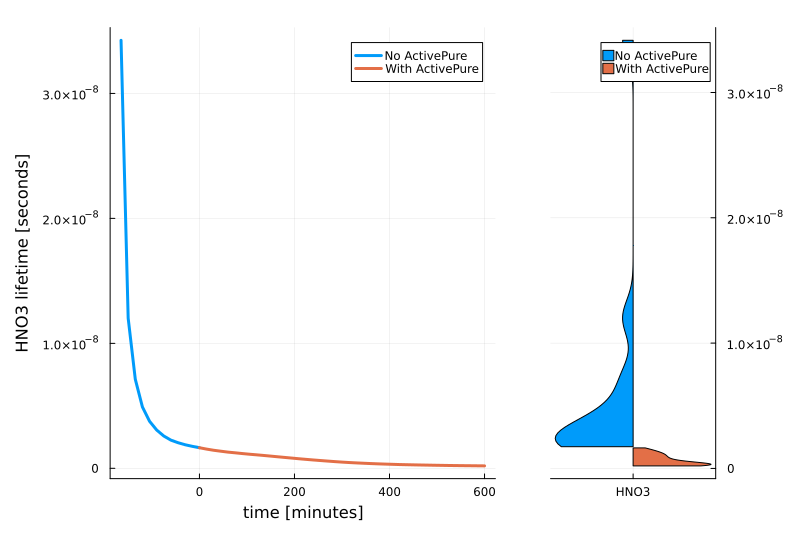 No ActivePure
With ActivePure
3.0×10⁻⁸
2.0×10⁻⁸
1.0×10⁻⁸
0
HNO3 lifetime [seconds]
0 200 400 600
time [minutes]
No ActivePure
With ActivePure
3.0×10⁻⁸
2.0×10⁻⁸
1.0×10⁻⁸
0
HNO3